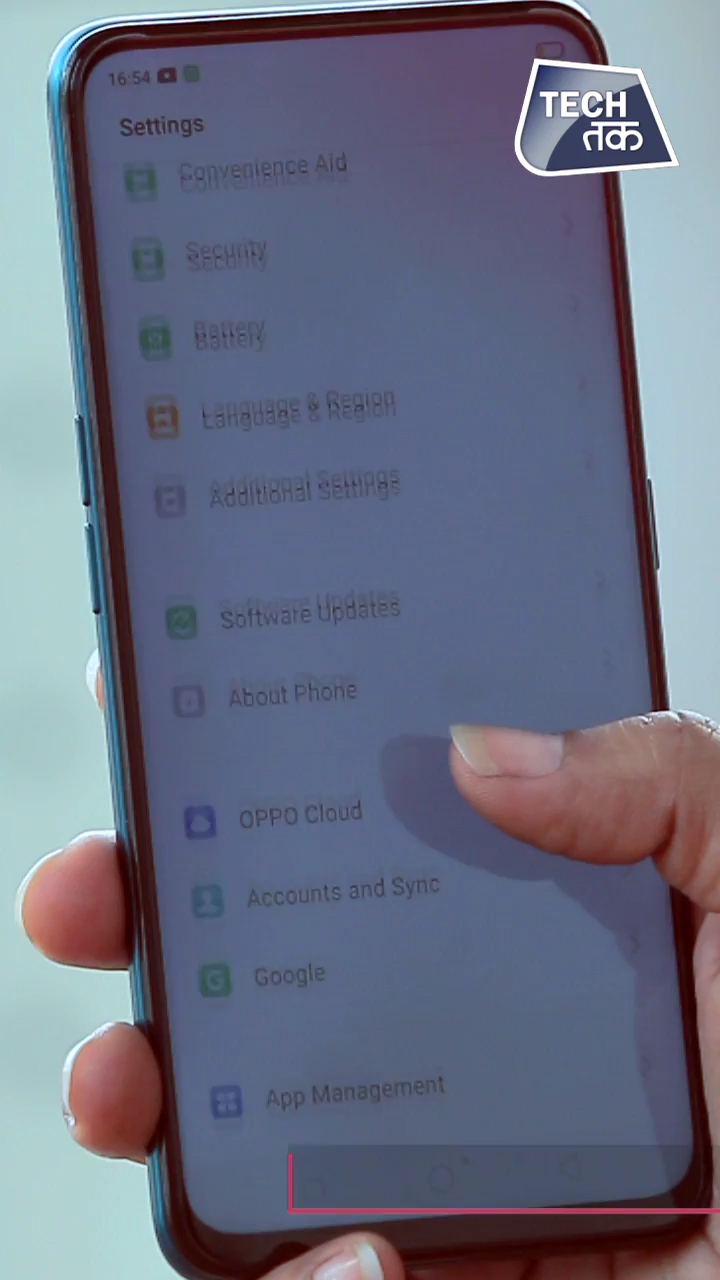 16:54
TECH
तक
Settings
Convenience Aid
Security
Battery
Language & Region
Additional Settings
Software Updates
About Phone
OPPO Cloud
Accounts and Sync
Google
App Management